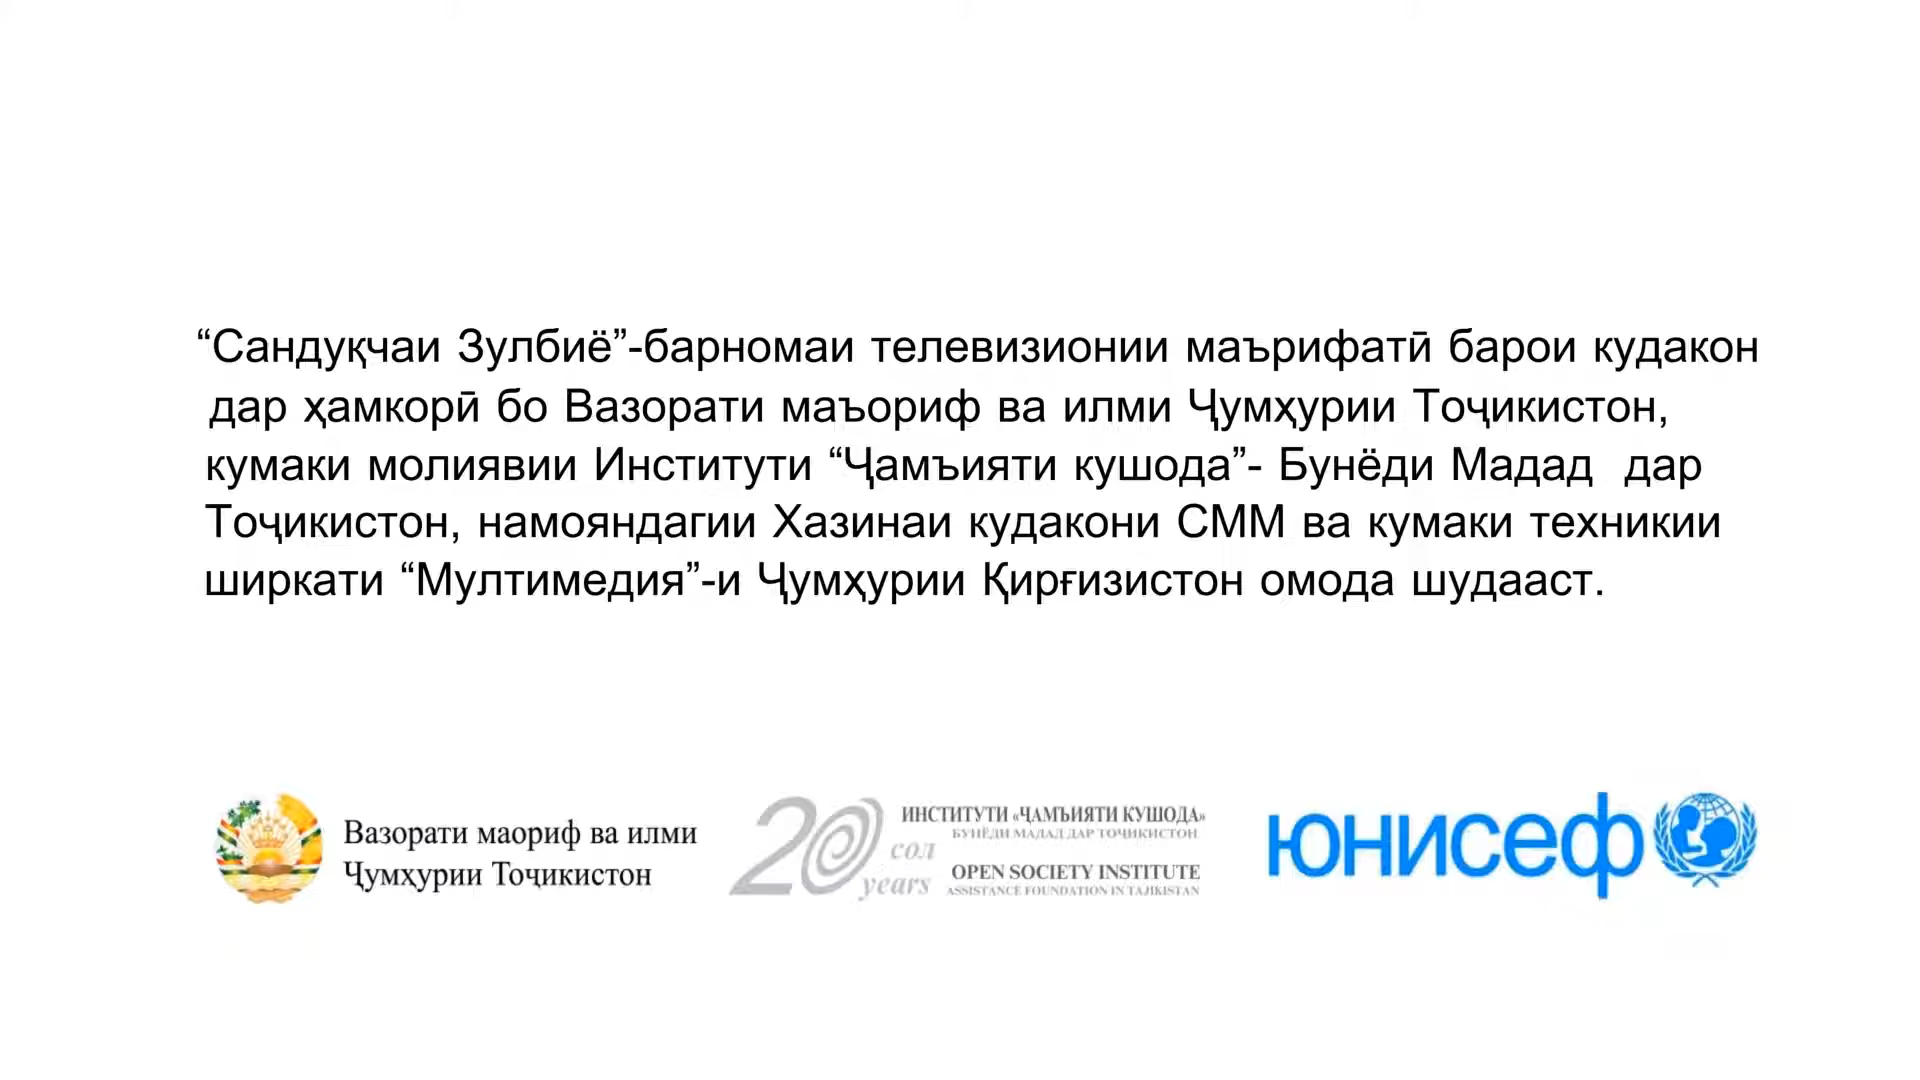 “Сандуқчаи Зулбиё”-барномаи телевизионии маърифатӣ барои кудакон
дар ҳамкорӣ бо Вазорати маъориф ва илми Ҷумҳурии Тоҷикистон,
кумаки молиявии Институти “Ҷамъияти кушода”- Бунёди Мадад дар
Тоҷикистон, намояндагии Хазинаи кудакони СММ ва кумаки техникии
ширкати “Мултимедия”-и Ҷумҳурии Қирғизистон омода шудааст.
Вазорати маориф ва илми
Ҷумҳурии Тоҷикистон
20 сол years
ИНСТИТУТИ «ҶАМЪИЯТИ КУШОДА»
БУНЁДИ МАДАД ДАР ТОҶИКИСТОН
OPEN SOCIETY INSTITUTE
ASSISTANCE FOUNDATION IN TAJIKISTAN
юнисеф